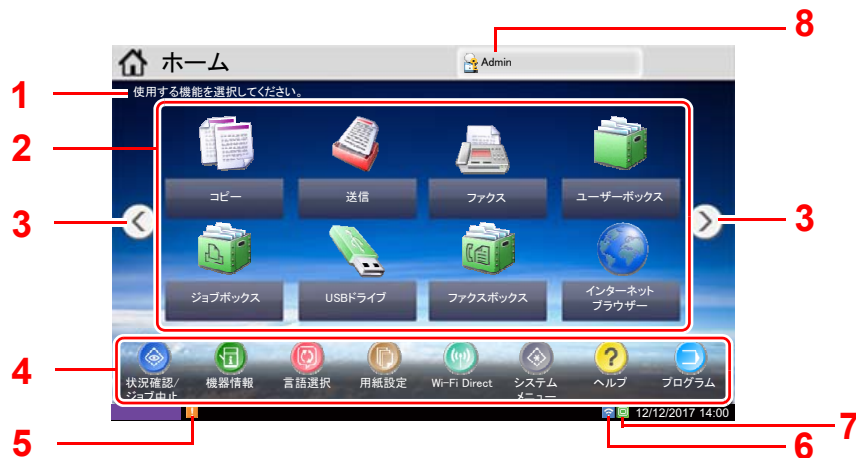 8
ホーム
Admin
1
使用する機能を選択してください。
2
コピー
送信
ファクス
ユーザーボックス
3
3
ジョブボックス
USBドライブ
ファクスボックス
インターネット
ブラウザー
4
状況確認/
ジョブ中止
機器情報
言語選択
用紙設定
Wi-Fi Direct
システム
メニュー
?
ヘルプ
プログラム
!
12/12/2017 14:00
5
6
7